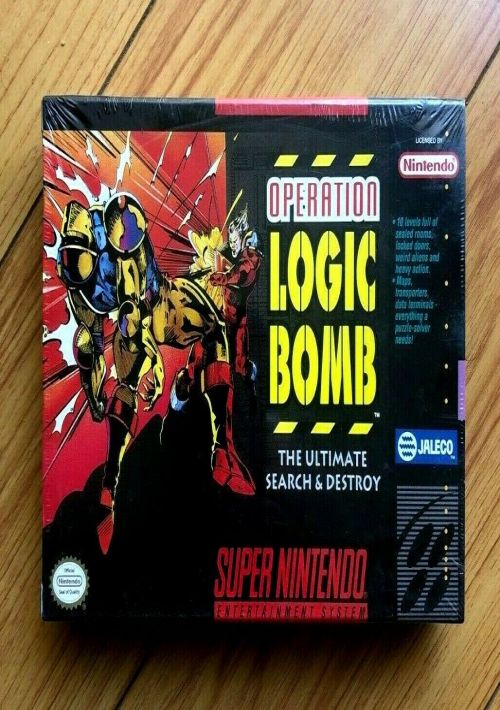 LICENSED BY
Nintendo
OPERATION
LOGIC
BOMB
TM
THE ULTIMATE
SEARCH & DESTROY
• 10 levels full of
sealed rooms,
locked doors,
weird aliens and
heavy action.
• Maps,
transporters,
data terminals -
everything a
puzzle-solver
needs!
JALECO
Official
Nintendo
Seal of Quality
SUPER NINTENDO
ENTERTAINMENT SYSTEM